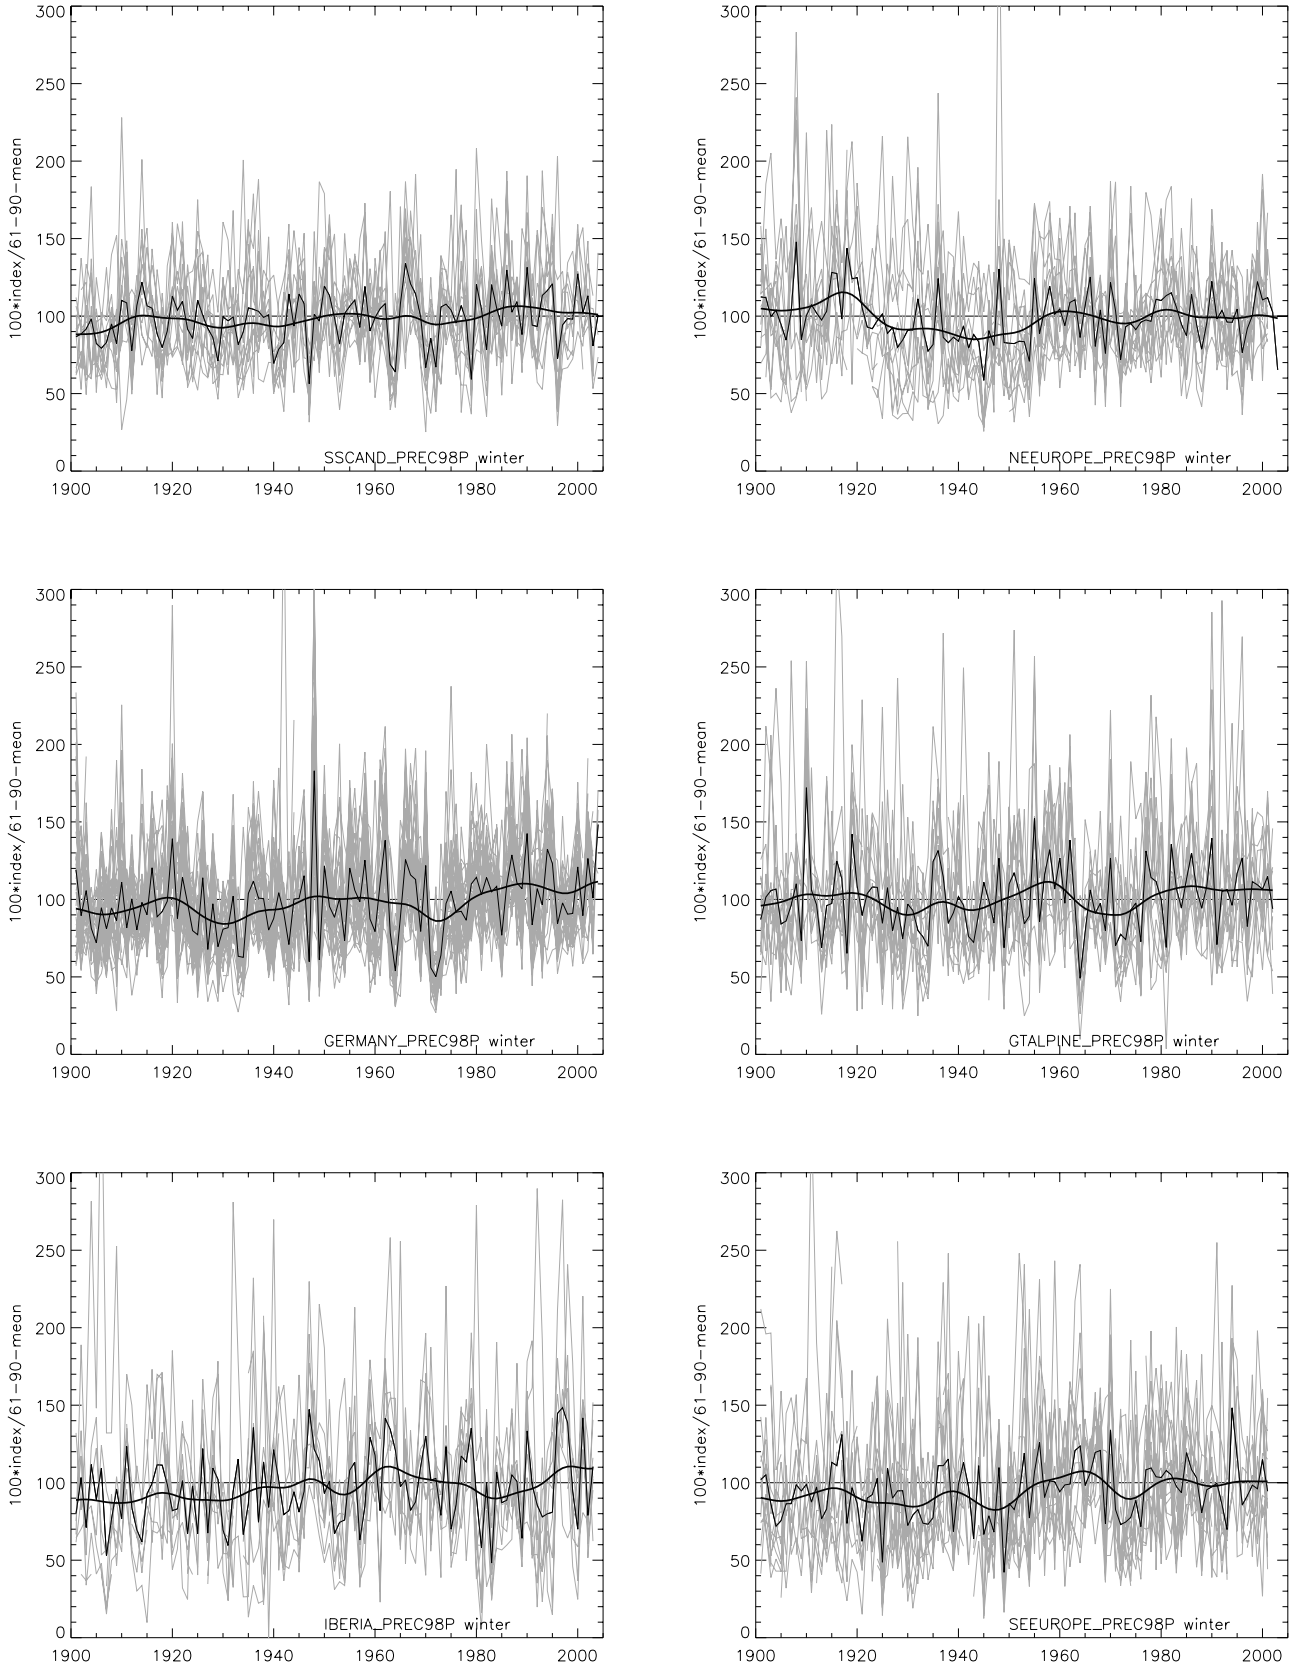 300
300
250
250
200
200
150
150
100
100
50
50
0
0
100*index/61-90-mean
100*index/61-90-mean
SSCAND_PREC98P winter
NEEUROPE_PREC98P winter
1900 1920 1940 1960 1980 2000
1900 1920 1940 1960 1980 2000
300
300
250
250
200
200
150
150
100
100
50
50
0
0
100*index/61-90-mean
100*index/61-90-mean
GERMANY_PREC98P winter
GTALPINE_PREC98P winter
1900 1920 1940 1960 1980 2000
1900 1920 1940 1960 1980 2000
300
300
250
250
200
200
150
150
100
100
50
50
0
0
100*index/61-90-mean
100*index/61-90-mean
IBERIA_PREC98P winter
SEEUROPE_PREC98P winter
1900 1920 1940 1960 1980 2000
1900 1920 1940 1960 1980 2000